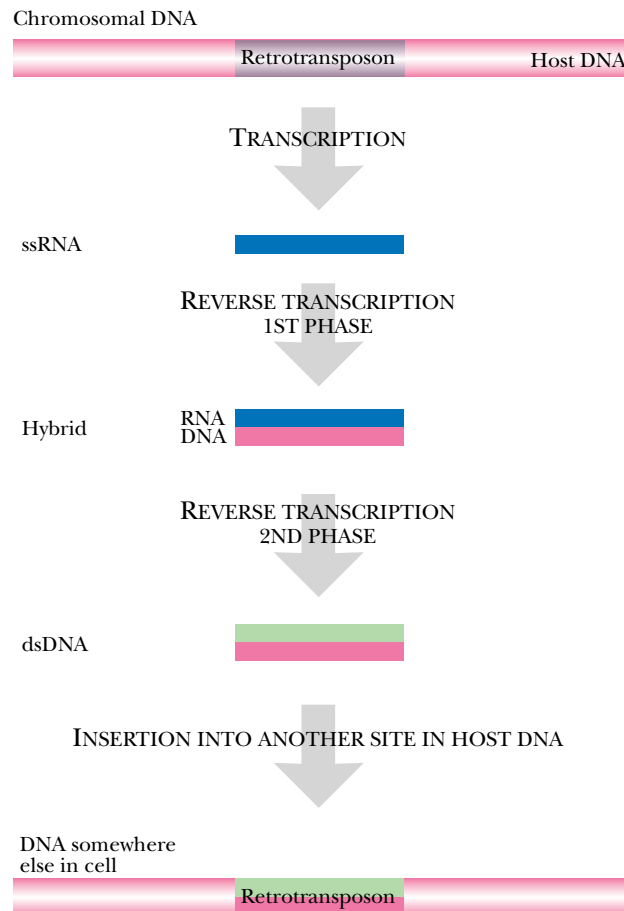 Chromosomal DNA
Retrotransposon
Host DNA
TRANSCRIPTION
ssRNA
REVERSE TRANSCRIPTION
1ST PHASE
RNA
Hybrid
DNA
REVERSE TRANSCRIPTION
2ND PHASE
dsDNA
INSERTION INTO ANOTHER SITE IN HOST DNA
DNA somewhere
else in cell
Retrotransposon